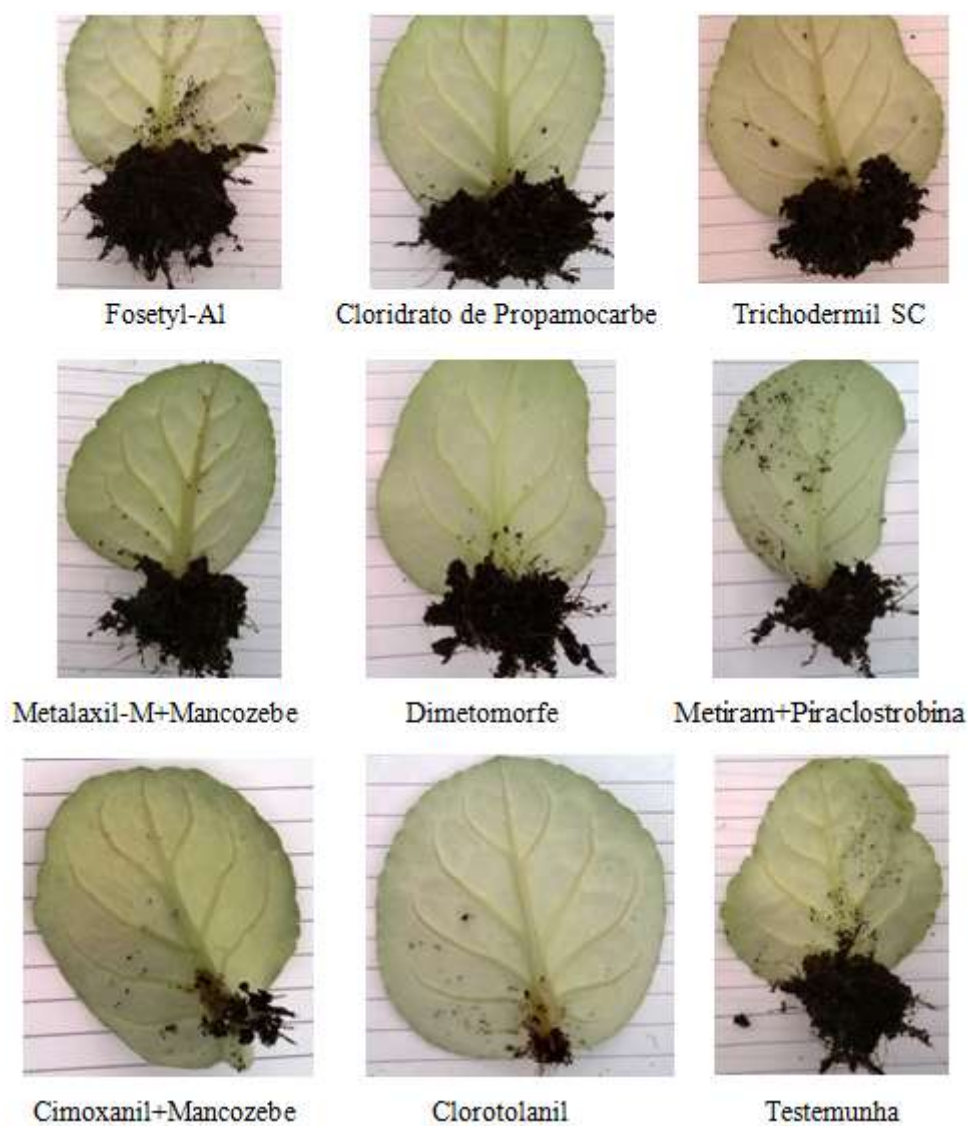 Fosetyl-Al
Cloridrato de Propamocarbe
Trichodermil SC
Metalaxil-M+Mancozebe
Dimetomorfe
Metiram+Piraclostrobina
Cimoxanil+Mancozebe
Clorotolanil
Testemunha